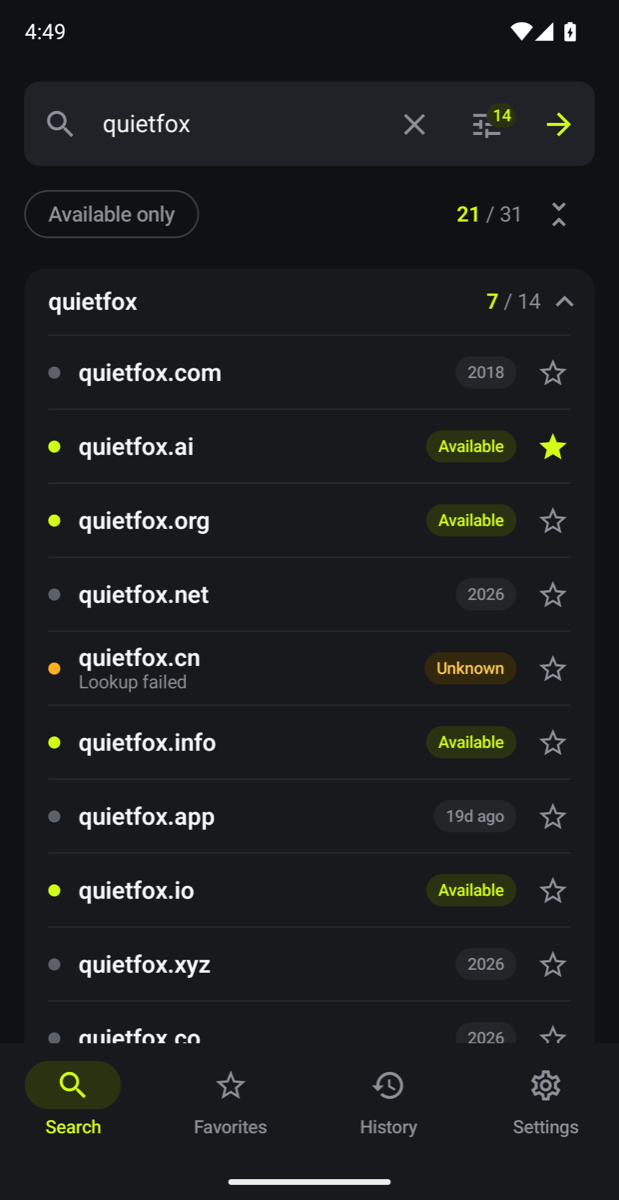 4:49
quietfox
14
Available only
21 / 31
quietfox
7 / 14
quietfox.com
2018
quietfox.ai
Available
quietfox.org
Available
quietfox.net
2026
quietfox.cn
Lookup failed
Unknown
quietfox.info
Available
quietfox.app
19d ago
quietfox.io
Available
quietfox.xyz
2026
quietfox.co
2026
Search
Favorites
History
Settings